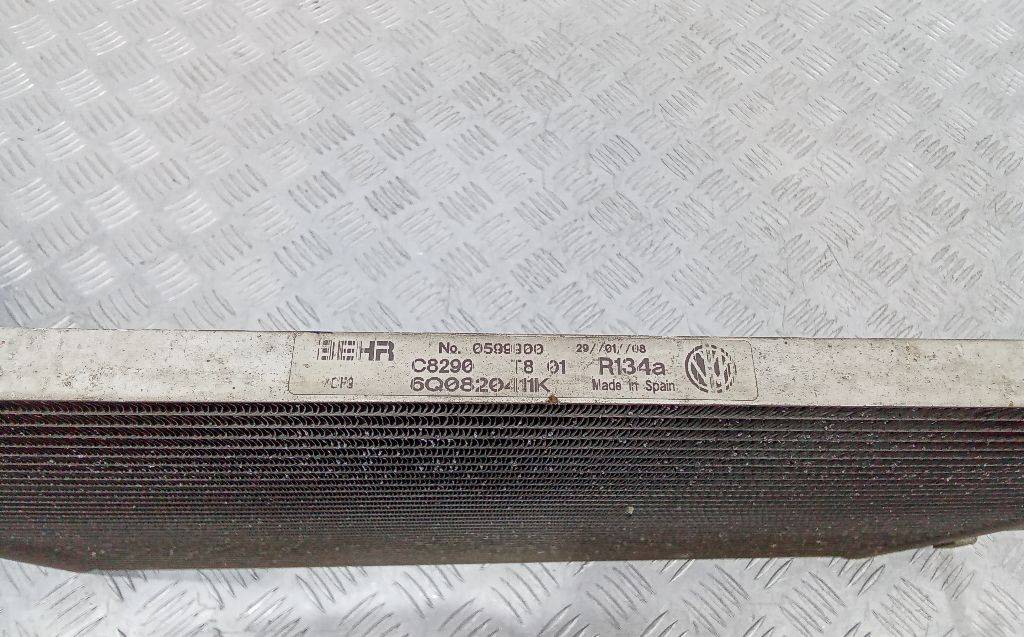 BEHR No. 0599900 29//01//08
C8290 T8 01 R134a
6Q0820411K Made in Spain